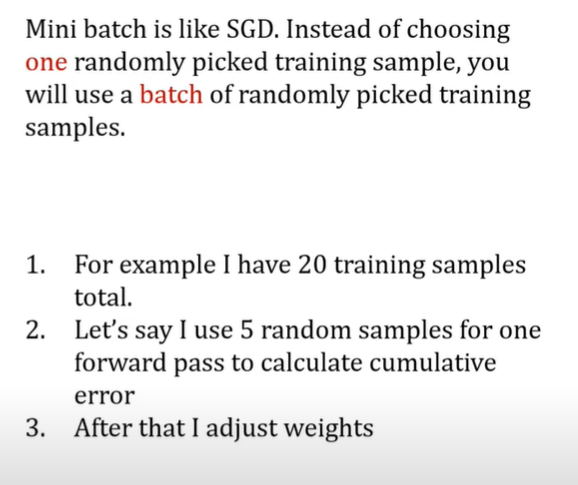 Mini batch is like SGD. Instead of choosing
one randomly picked training sample, you
will use a batch of randomly picked training
samples.
1. For example I have 20 training samples
total.
2. Let's say I use 5 random samples for one
forward pass to calculate cumulative
error
3. After that I adjust weights